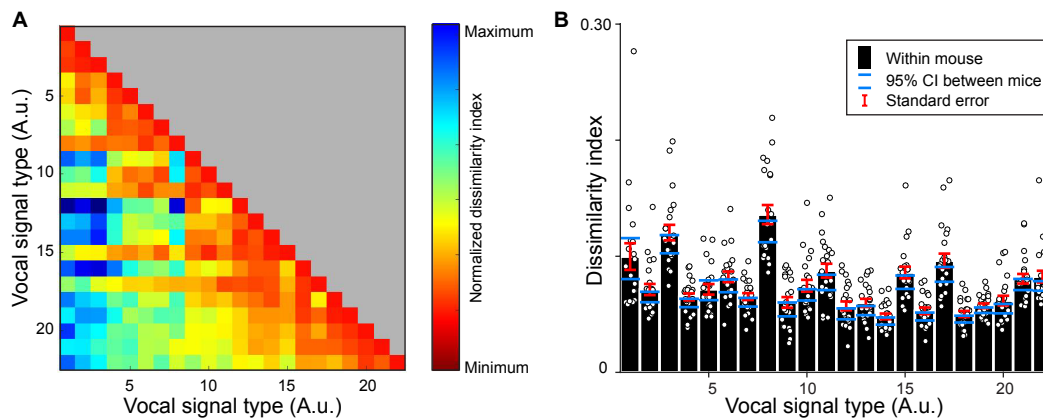 A
Vocal signal type (A.u.)
5
10
15
20
5
10
15
20
Vocal signal type (A.u.)
Maximum
Normalized dissimilarity index
Minimum
B
Dissimilarity index
0.30
0
Within mouse
95% CI between mice
Standard error
5
10
15
20
Vocal signal type (A.u.)